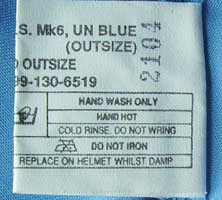 .S. Mk6, UN BLUE
(OUTSIZE)
O OUTSIZE
99-130-6519
2101
HAND WASH ONLY
HAND HOT
COLD RINSE. DO NOT WRING
DO NOT IRON
REPLACE ON HELMET WHILST DAMP